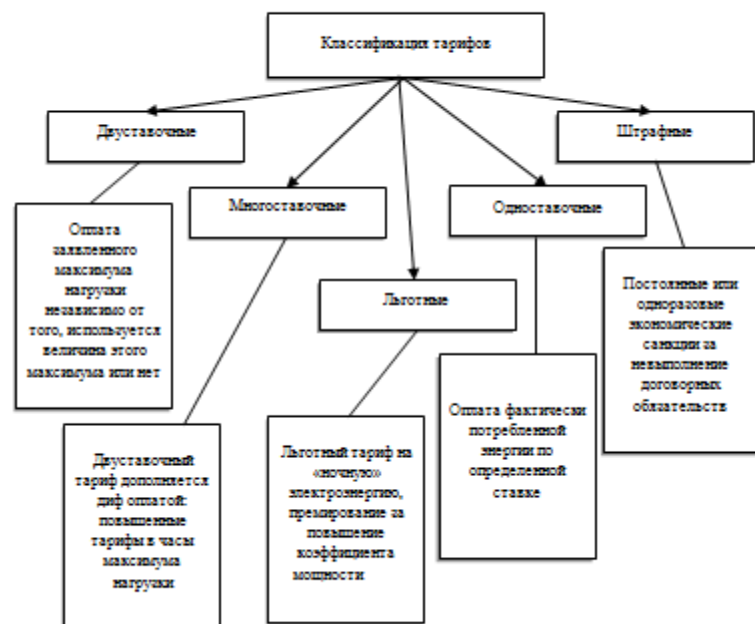 Классификация тарифов
Двуставочные
Штрафные
Многоставочные
Одноставочные
Льготные
Оплата
заявленного
максимума
нагрузки
независимо от
того, используется
величина этого
максимума или нет
Двуставочный
тариф дополняется
диф оплатой:
повышенные
тарифы в часы
максимума
нагрузки
Льготный тариф на
«ночную»
электроэнергию,
премирование за
повышение
коэффициента
мощности
Оплата фактически
потребленной
энергии по
определенной
ставке
Постоянные или
одноразовые
экономические
санкции за
невыполнение
договорных
обязательств